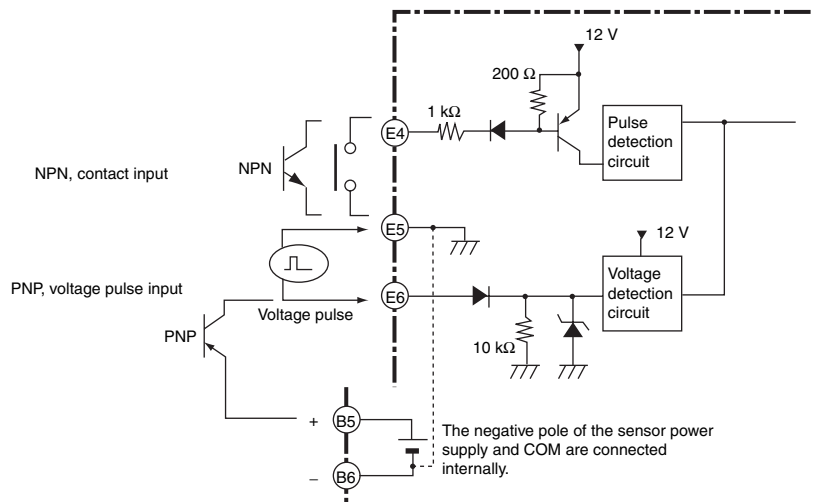 12 V
200 Ω
1 kΩ
E4
Pulse
detection
circuit
NPN
NPN, contact input
E5
12 V
Voltage
detection
circuit
PNP, voltage pulse input
E6
Voltage pulse
PNP
10 kΩ
+
B5
The negative pole of the sensor power
supply and COM are connected
internally.
–
B6